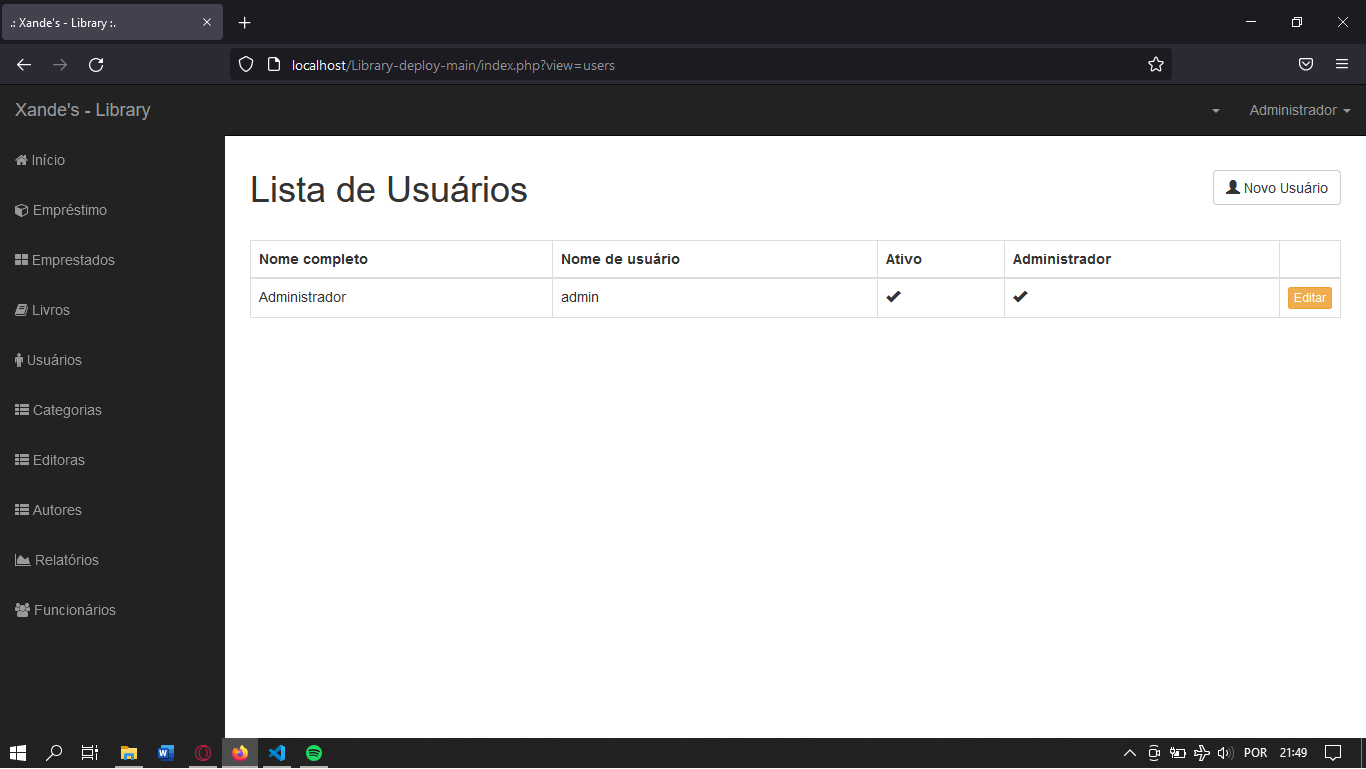 .: Xande's - Library :.
localhost/Library-deploy-main/index.php?view=users
Xande's - Library
Administrador
Início
Empréstimo
Emprestados
Livros
Usuários
Categorias
Editoras
Autores
Relatórios
Funcionários
Lista de Usuários
Novo Usuário
Nome completo Nome de usuário Ativo Administrador
Administrador admin Editar
W
POR 21:49